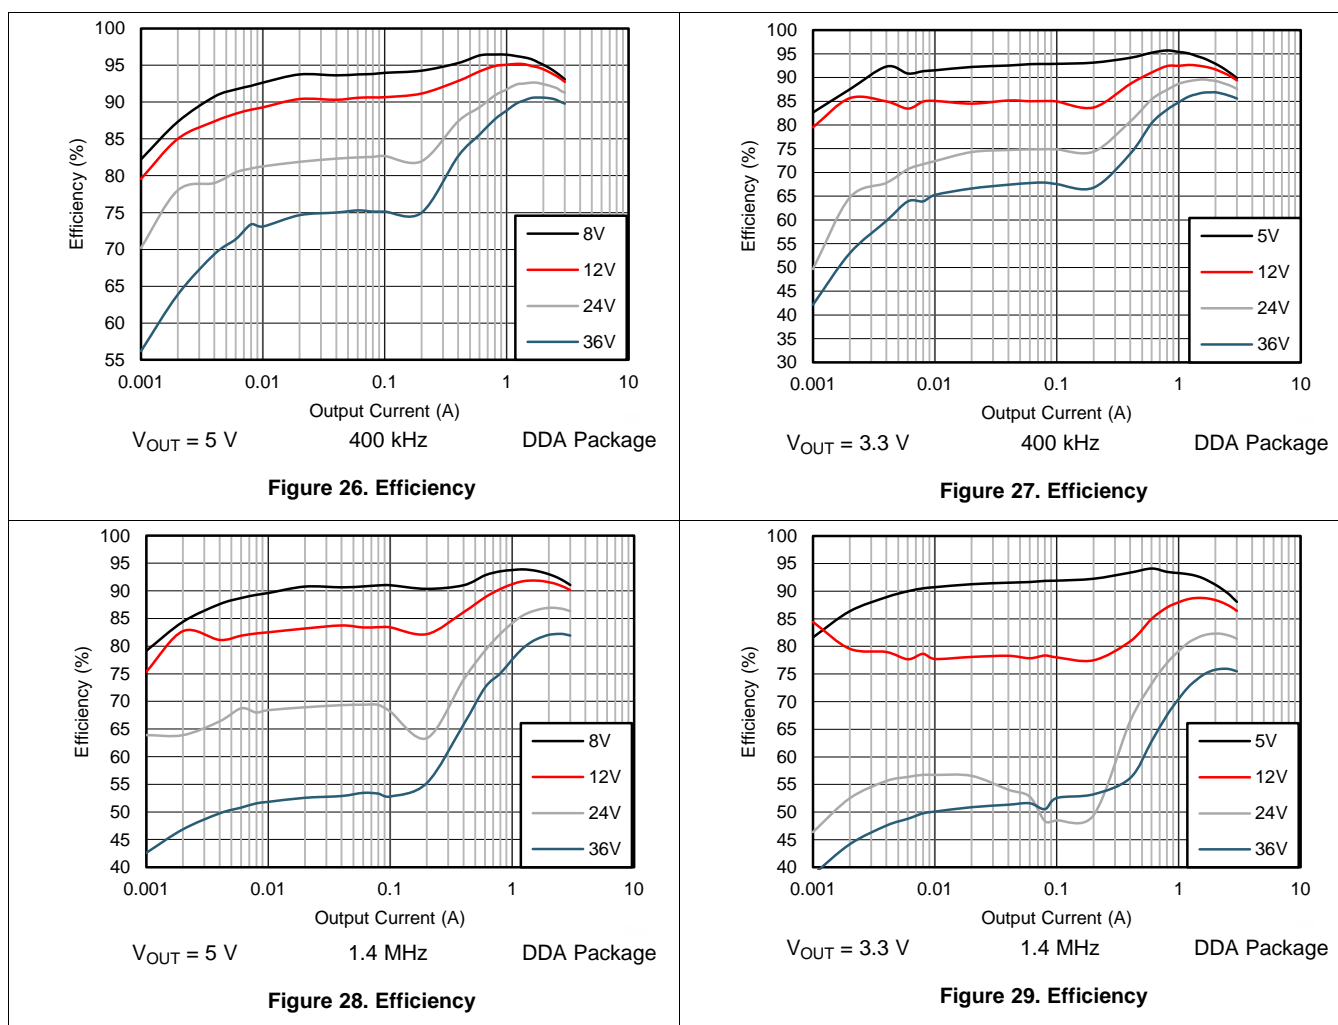 100
95
90
85
80
75
70
65
60
55
Efficiency (%)
8V
12V
24V
36V
0.001 0.01 0.1 1 10
Output Current (A)
VOUT = 5 V 400 kHz DDA Package
Figure 26. Efficiency
100
95
90
85
80
75
70
65
60
55
50
45
40
35
30
Efficiency (%)
5V
12V
24V
36V
0.001 0.01 0.1 1 10
Output Current (A)
VOUT = 3.3 V 400 kHz DDA Package
Figure 27. Efficiency
100
95
90
85
80
75
70
65
60
55
50
45
40
Efficiency (%)
8V
12V
24V
36V
0.001 0.01 0.1 1 10
Output Current (A)
VOUT = 5 V 1.4 MHz DDA Package
Figure 28. Efficiency
100
95
90
85
80
75
70
65
60
55
50
45
40
Efficiency (%)
5V
12V
24V
36V
0.001 0.01 0.1 1 10
Output Current (A)
VOUT = 3.3 V 1.4 MHz DDA Package
Figure 29. Efficiency